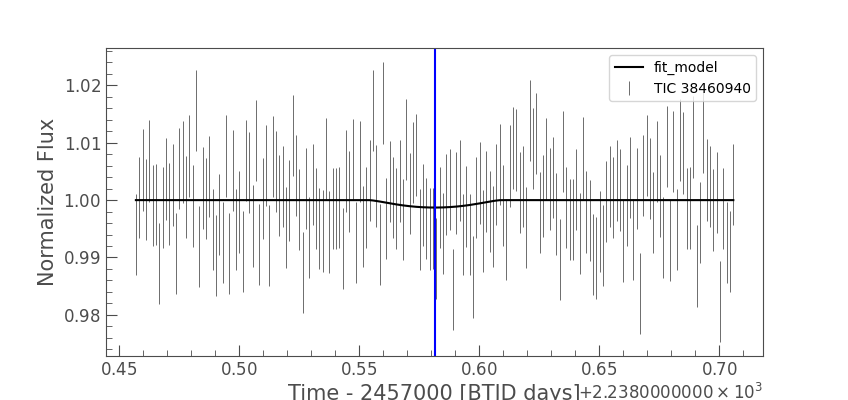 fit_model
TIC 38460940
Normalized Flux
1.02
1.01
1.00
0.99
0.98
0.45 0.50 0.55 0.60 0.65 0.70
Time - 2457000 [BTJD days]
+2.2380000000 × 10³